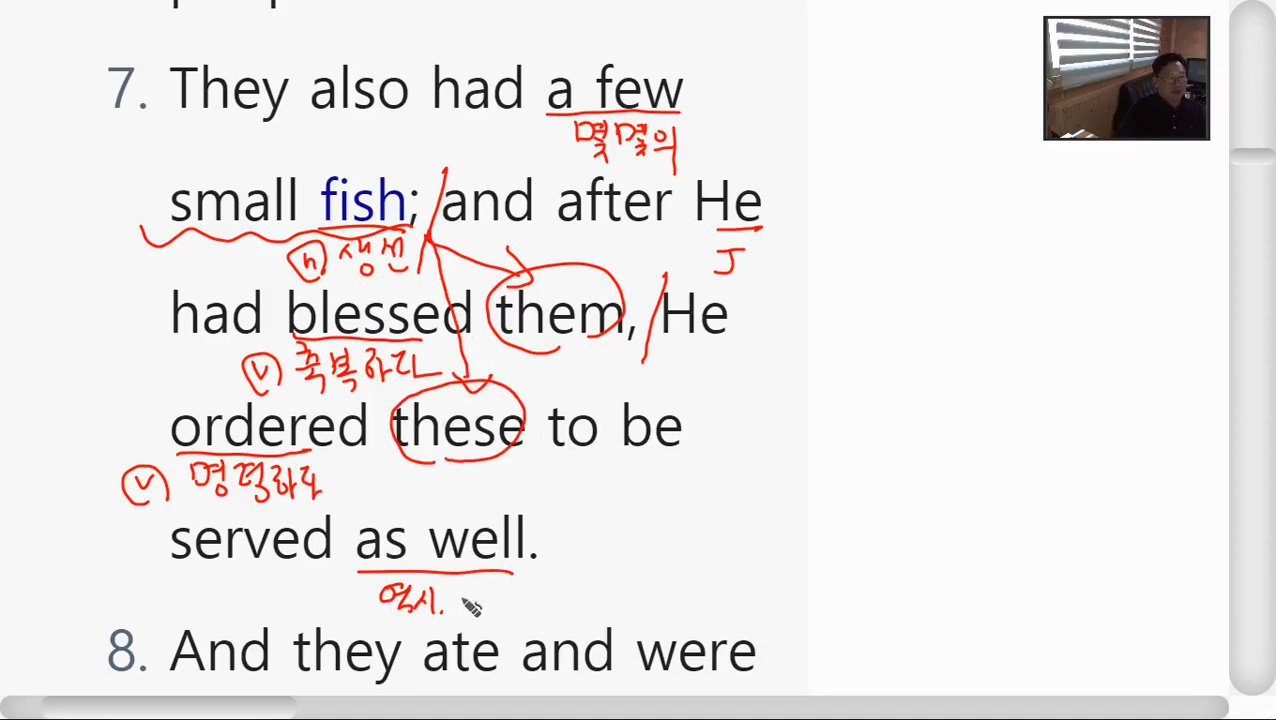 7. They also had a few
몇몇의
small fish; and after He
n 생선 J
had blessed them, He
v 축복하다
ordered these to be
v 명령하다
served as well.
역시.
8. And they ate and were